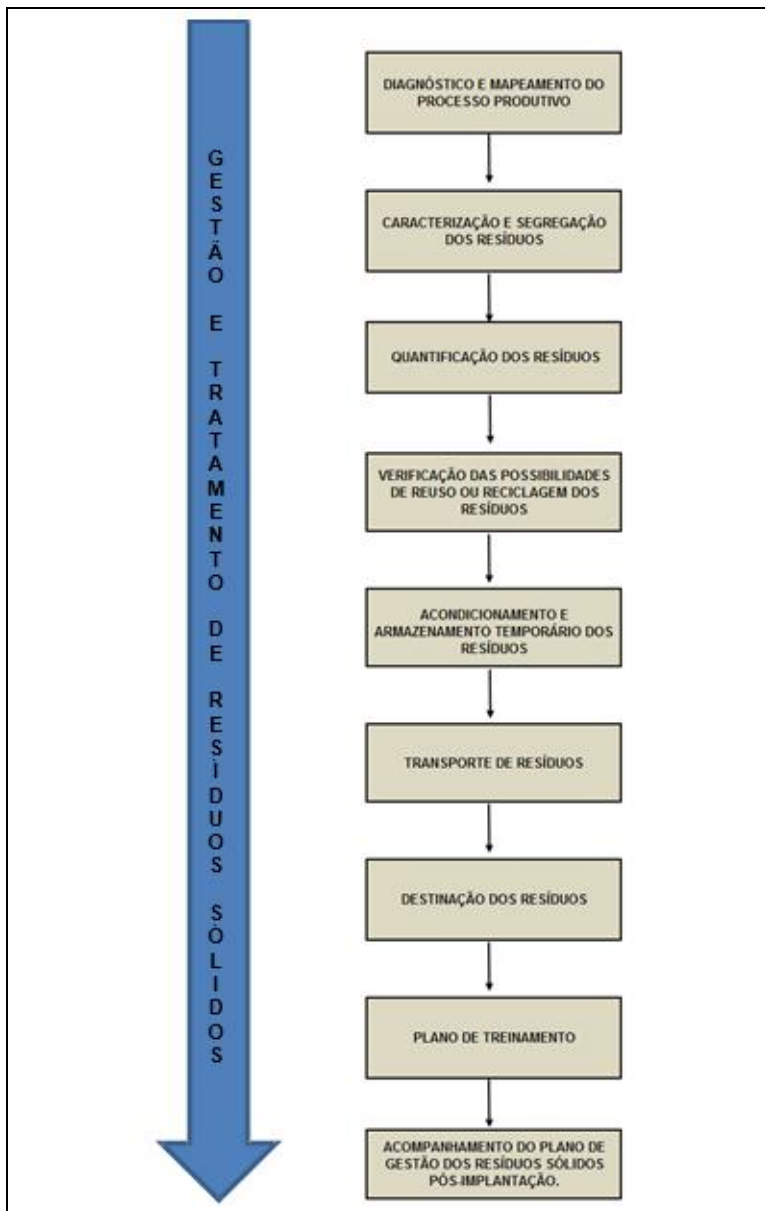 GESTÃO E TRATAMENTO DE RESÍDUOS SÓLIDOS
DIAGNÓSTICO E MAPEAMENTO DO
PROCESSO PRODUTIVO
CARACTERIZAÇÃO E SEGREGAÇÃO
DOS RESÍDUOS
QUANTIFICAÇÃO DOS RESÍDUOS
VERIFICAÇÃO DAS POSSIBILIDADES
DE REUSO OU RECICLAGEM DOS
RESÍDUOS
ACONDICIONAMENTO E
ARMAZENAMENTO TEMPORÁRIO DOS
RESÍDUOS
TRANSPORTE DE RESÍDUOS
DESTINAÇÃO DOS RESÍDUOS
PLANO DE TREINAMENTO
ACOMPANHAMENTO DO PLANO DE
GESTÃO DOS RESÍDUOS SÓLIDOS
PÓS-IMPLANTAÇÃO.